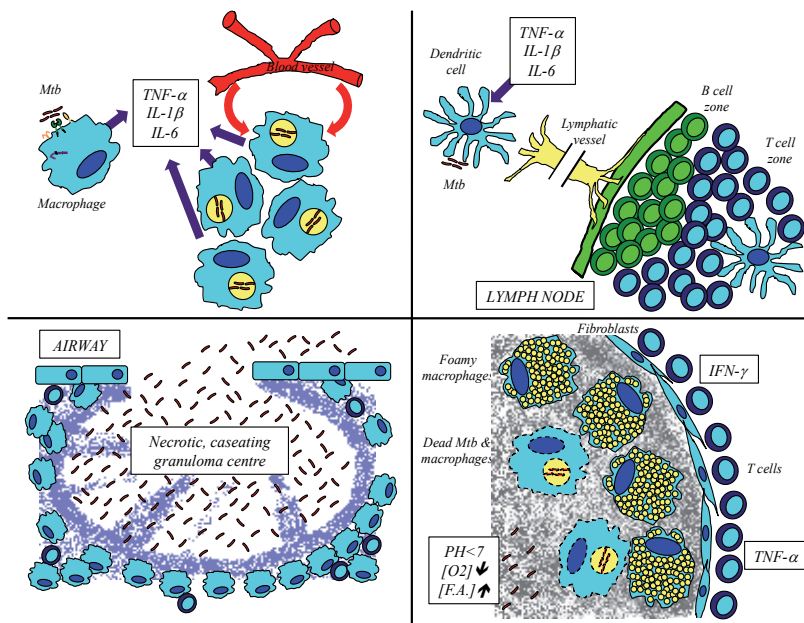 Blood vessel
Mtb
TNF-α
IL-1β
IL-6
Macrophage
TNF-α
IL-1β
IL-6
Dendritic
cell
B cell
zone
Lymphatic
vessel
T cell
zone
Mtb
LYMPH NODE
AIRWAY
Necrotic, caseating
granuloma centre
Fibroblasts
Foamy
macrophages
IFN-γ
Dead Mtb &
macrophages
T cells
PH<7
[O2]🡇
[F.A.]🡅
TNF-α